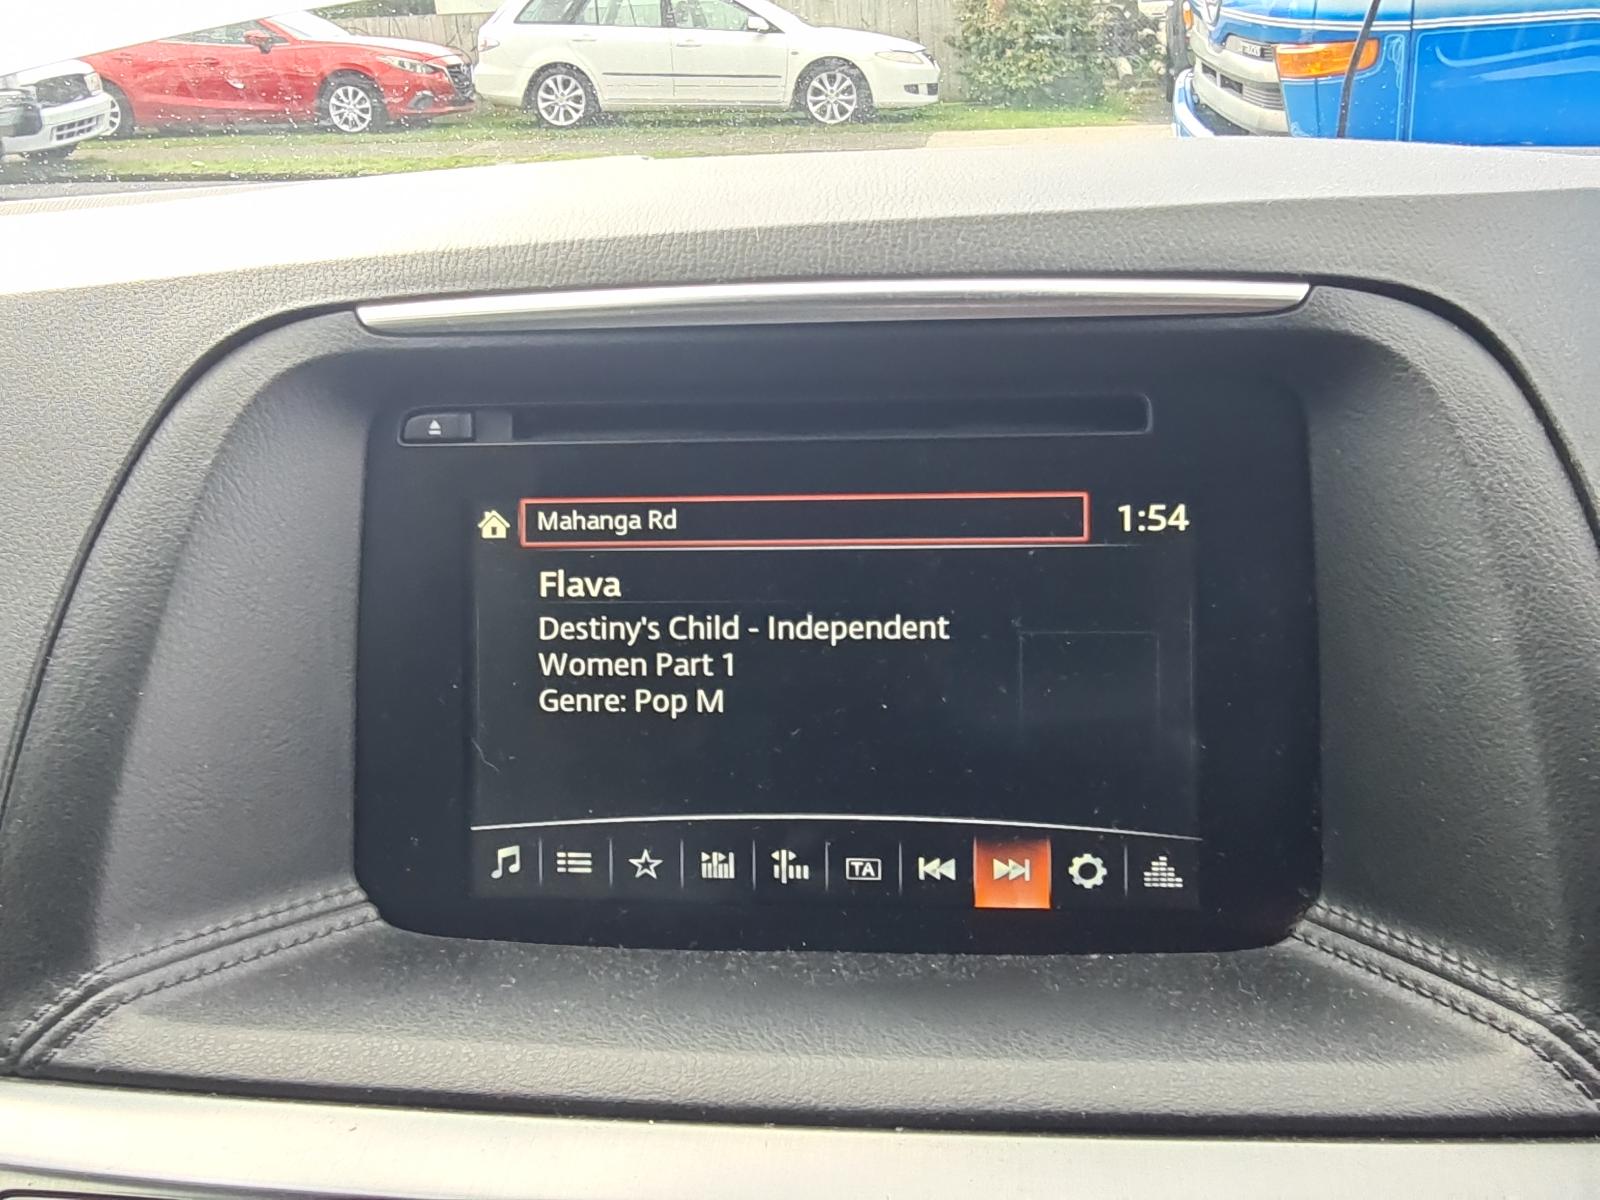 Mahanga Rd
1:54
Flava
Destiny's Child - Independent
Women Part 1
Genre: Pop M
TA